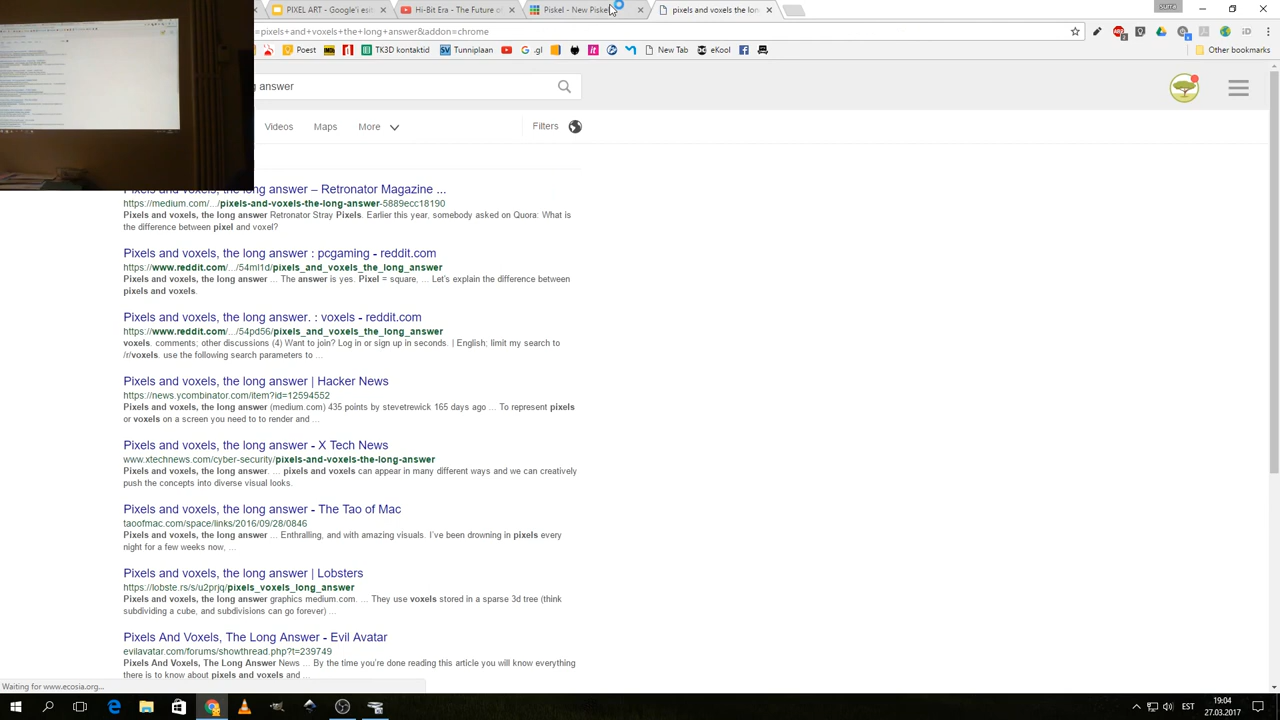 PIXEL ART - Google'i esit
Hi-Bit Era - The Future of
Piskel - New Piskel
pixels and voxels the lon
suna
=pixels+and+voxels+the+long+answer&addon=chrome
Poest
TK3D kontaktid
Tunniplaan
G .gl
New Tab
Other bookmarks
g answer
Videos
Maps
More
Filters
Pixels and voxels, the long answer – Retronator Magazine ...
https://medium.com/.../pixels-and-voxels-the-long-answer-5889ecc18190
Pixels and voxels, the long answer Retronator Stray Pixels. Earlier this year, somebody asked on Quora: What is
the difference between pixel and voxel?
Pixels and voxels, the long answer : pcgaming - reddit.com
https://www.reddit.com/.../54ml1d/pixels_and_voxels_the_long_answer
Pixels and voxels, the long answer ... The answer is yes. Pixel = square, ... Let's explain the difference between
pixels and voxels.
Pixels and voxels, the long answer. : voxels - reddit.com
https://www.reddit.com/.../54pd56/pixels_and_voxels_the_long_answer
voxels. comments; other discussions (4) Want to join? Log in or sign up in seconds. | English; limit my search to
/r/voxels. use the following search parameters to ...
Pixels and voxels, the long answer | Hacker News
https://news.ycombinator.com/item?id=12594552
Pixels and voxels, the long answer (medium.com) 435 points by stevetrewick 165 days ago ... To represent pixels
or voxels on a screen you need to to render and ...
Pixels and voxels, the long answer - X Tech News
www.xtechnews.com/cyber-security/pixels-and-voxels-the-long-answer
Pixels and voxels, the long answer. ... pixels and voxels can appear in many different ways and we can creatively
push the concepts into diverse visual looks.
Pixels and voxels, the long answer - The Tao of Mac
taoofmac.com/space/links/2016/09/28/0846
Pixels and voxels, the long answer ... Enthralling, and with amazing visuals. I've been drowning in pixels every
night for a few weeks now, ...
Pixels and voxels, the long answer | Lobsters
https://lobste.rs/s/u2prjq/pixels_voxels_long_answer
Pixels and voxels, the long answer graphics medium.com. ... They use voxels stored in a sparse 3d tree (think
subdividing a cube, and subdivisions can go forever) ...
Pixels And Voxels, The Long Answer - Evil Avatar
evilavatar.com/forums/showthread.php?t=239749
Pixels And Voxels, The Long Answer News ... By the time you're done reading this article you will know everything
there is to know about pixels and voxels and ...
Waiting for www.ecosia.org...
EST
19:04
27.03.2017